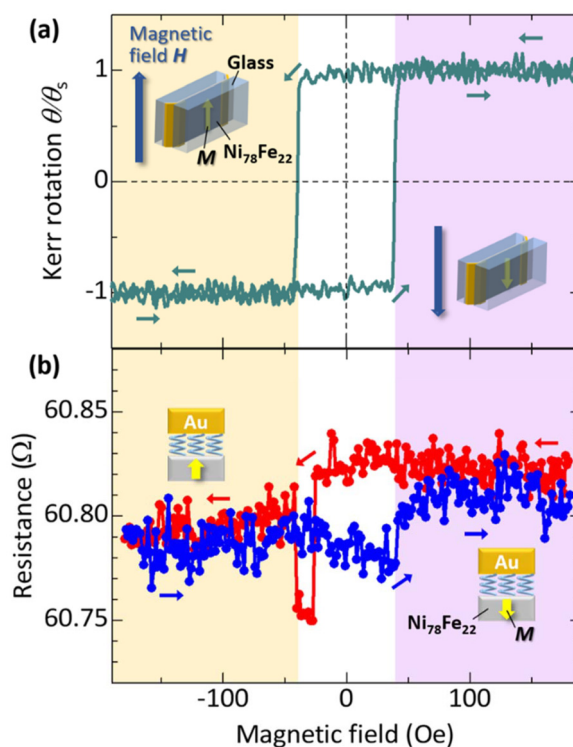 (a)
Magnetic
field H
Glass
M
Ni78Fe22
Kerr rotation θ/θs
1
0
-1
(b)
60.85
60.80
60.75
Resistance (Ω)
Au
Au
Ni78Fe22
M
-100
0
100
Magnetic field (Oe)